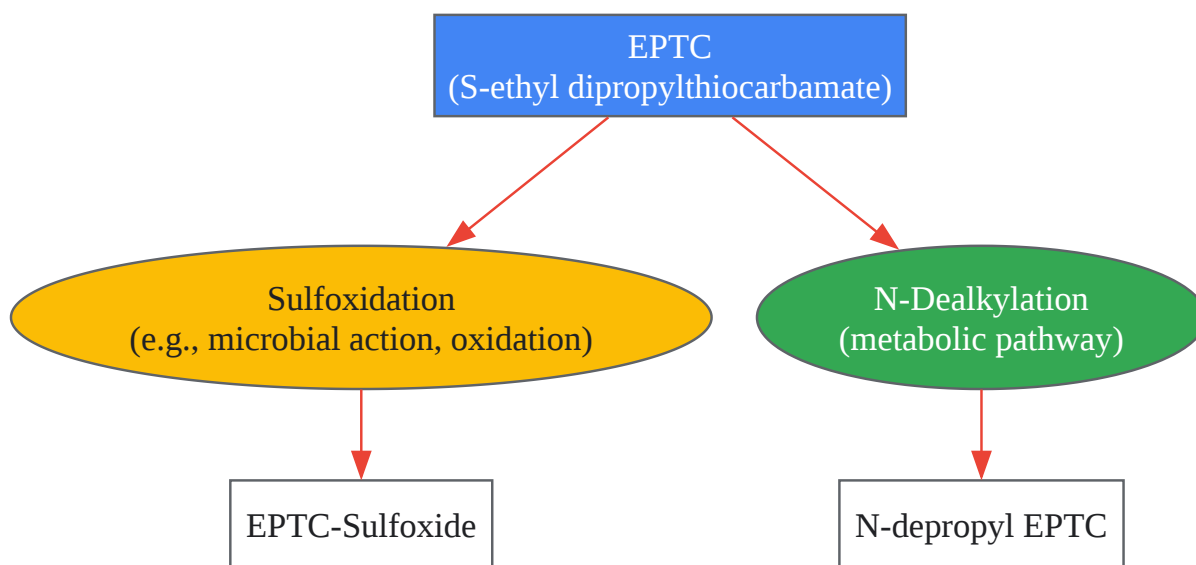 EPTC
(S-ethyl dipropylthiocarbamate)
Sulfoxidation
(e.g., microbial action, oxidation)
N-Dealkylation
(metabolic pathway)
EPTC-Sulfoxide
N-depropyl EPTC